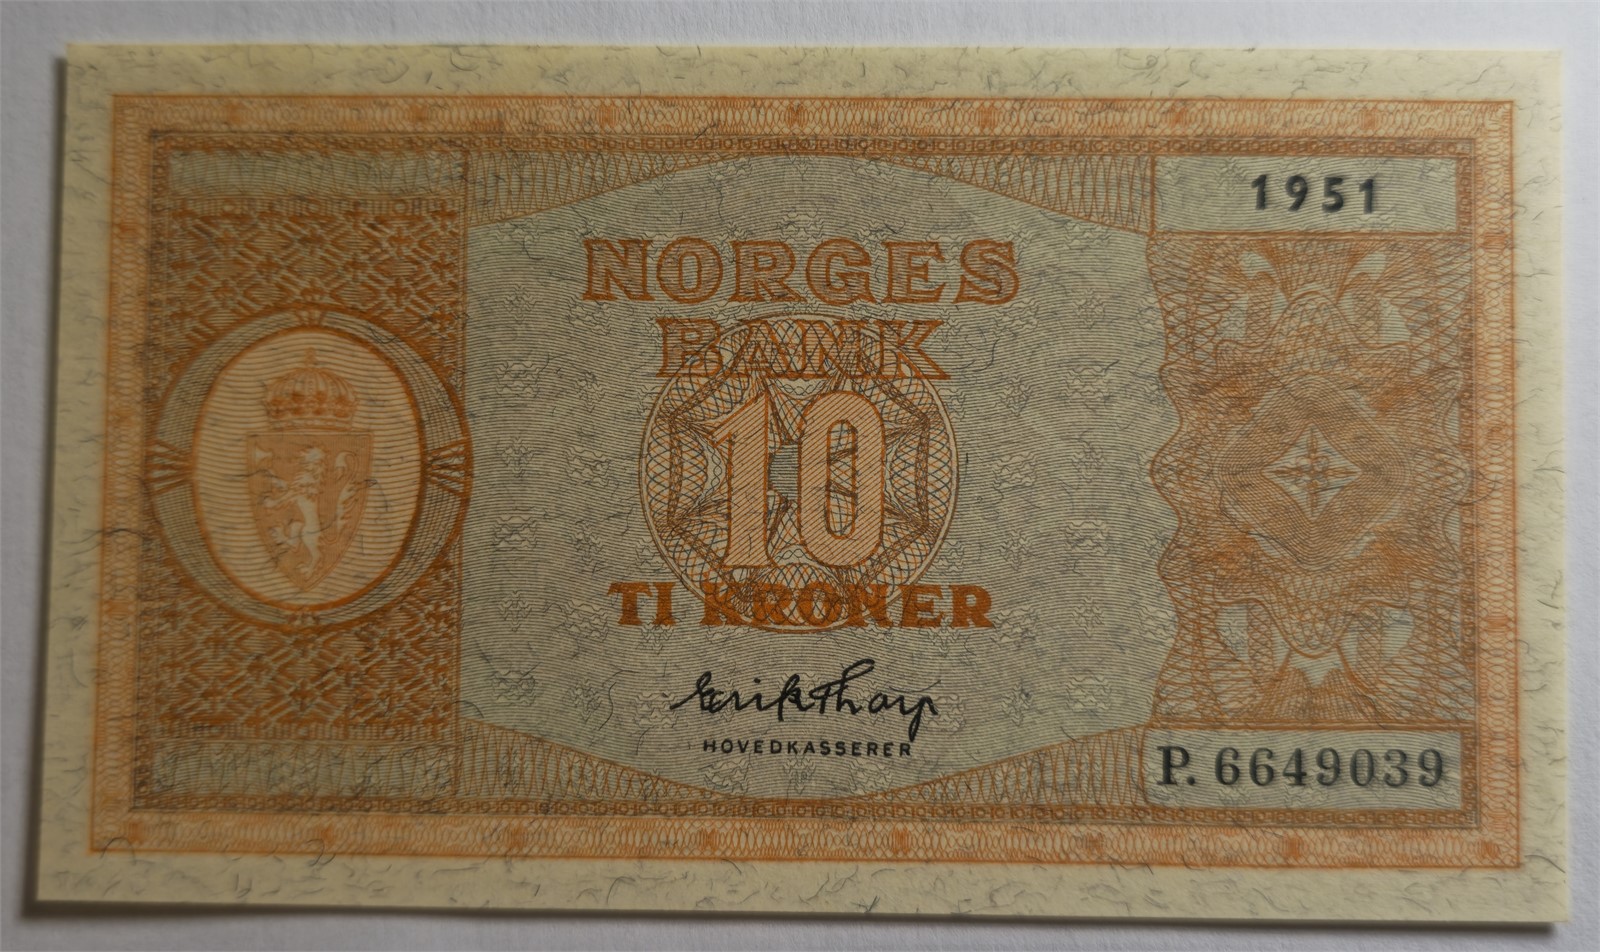 1951
NORGES
BANK
10
TI KRONER
Erik Thorp
HOVEDKASSERER
P. 6649039